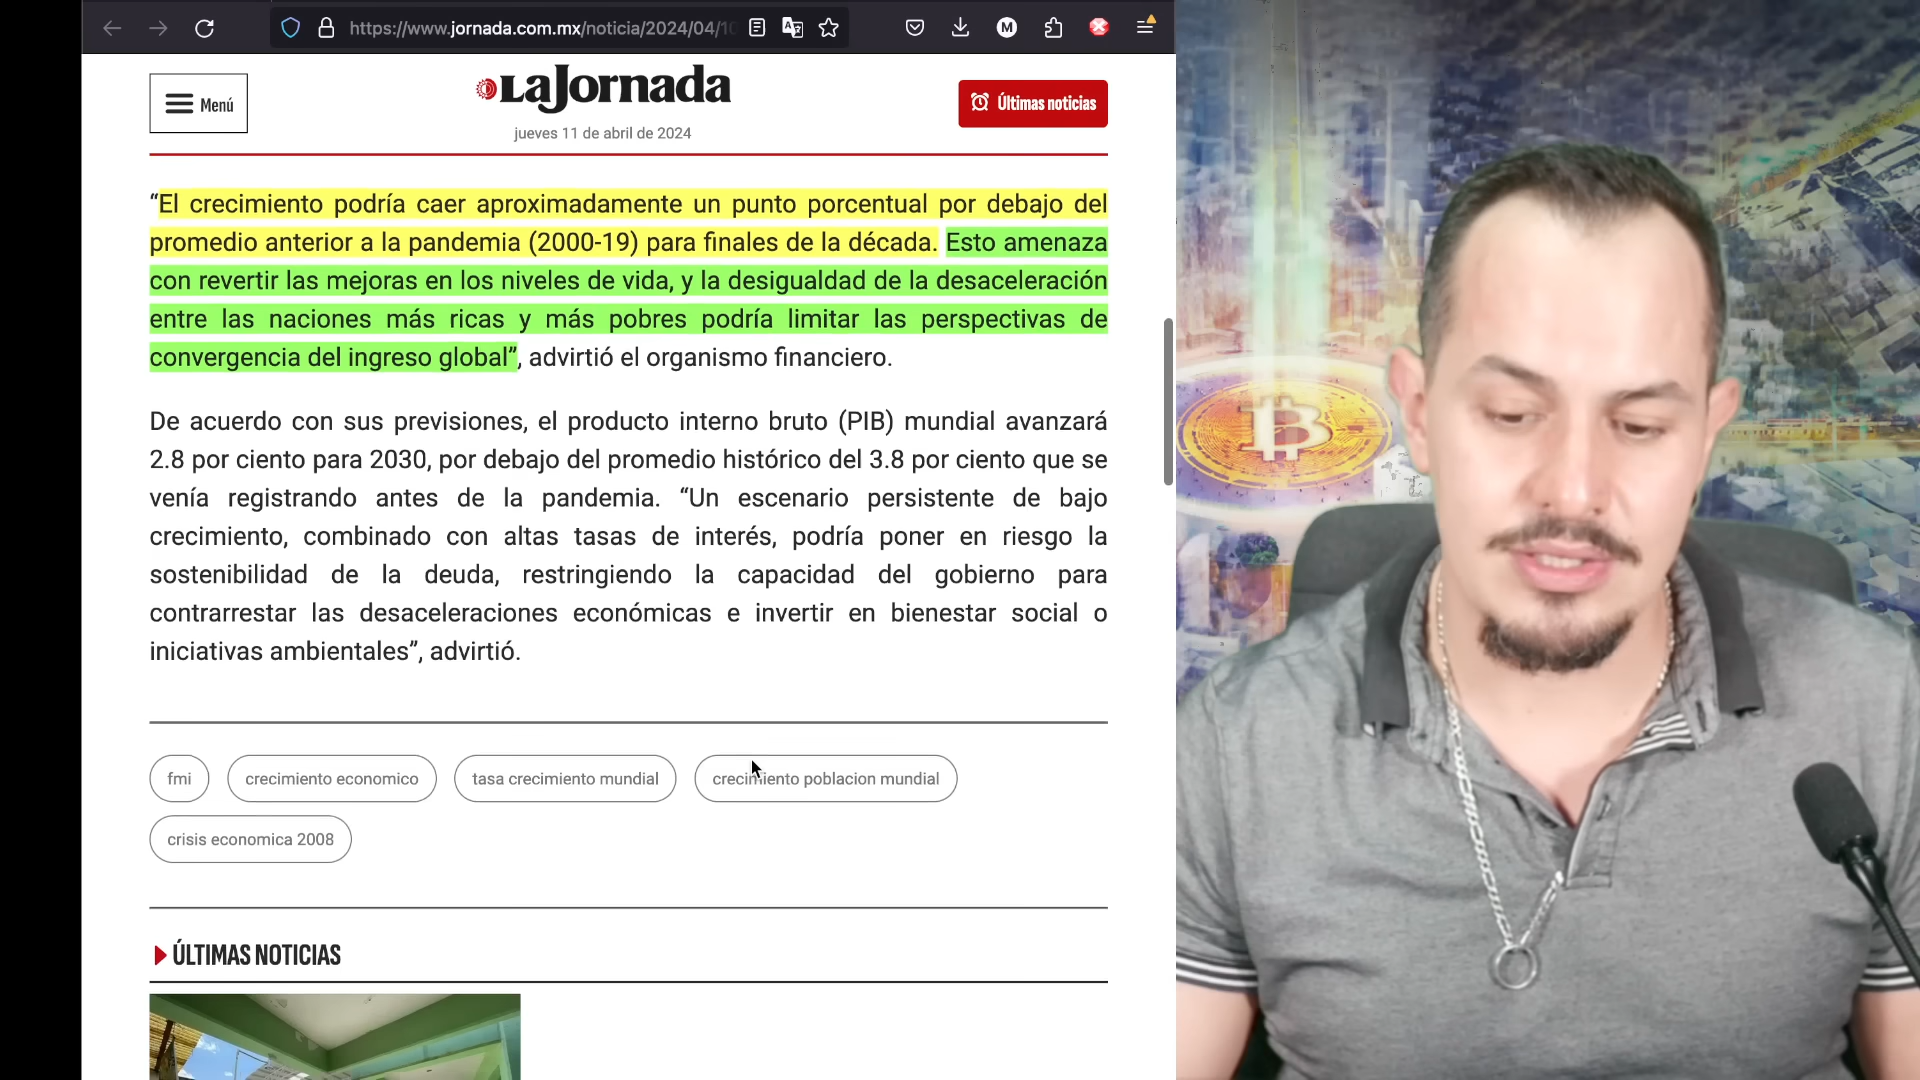 https://www.jornada.com.mx/noticia/2024/04/10
M
Menú
LaJornada
Últimas noticias
jueves 11 de abril de 2024
“El crecimiento podría caer aproximadamente un punto porcentual por debajo del
promedio anterior a la pandemia (2000-19) para finales de la década. Esto amenaza
con revertir las mejoras en los niveles de vida, y la desigualdad de la desaceleración
entre las naciones más ricas y más pobres podría limitar las perspectivas de
convergencia del ingreso global”, advirtió el organismo financiero.
De acuerdo con sus previsiones, el producto interno bruto (PIB) mundial avanzará
2.8 por ciento para 2030, por debajo del promedio histórico del 3.8 por ciento que se
venía registrando antes de la pandemia. “Un escenario persistente de bajo
crecimiento, combinado con altas tasas de interés, podría poner en riesgo la
sostenibilidad de la deuda, restringiendo la capacidad del gobierno para
contrarrestar las desaceleraciones económicas e invertir en bienestar social o
iniciativas ambientales”, advirtió.
fmi
crecimiento economico
tasa crecimiento mundial
crecimiento poblacion mundial
crisis economica 2008
ÚLTIMAS NOTICIAS